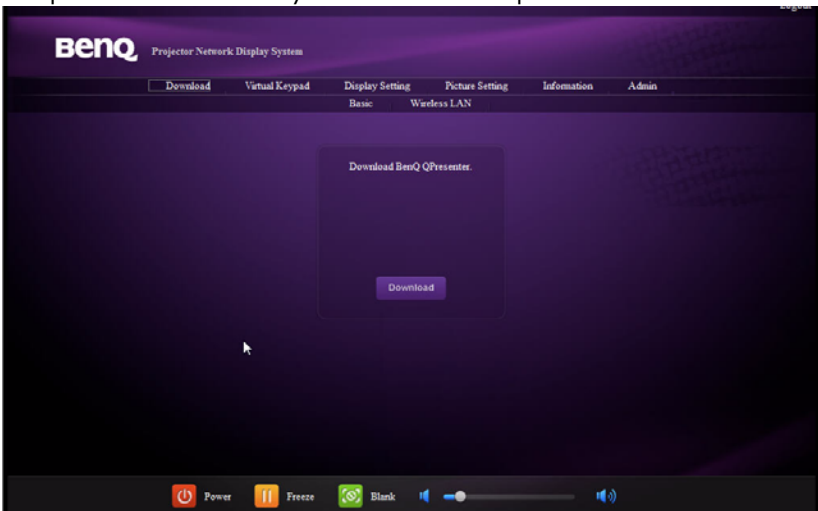 Logout
BenQ Projector Network Display System
Download Virtual Keypad Display Setting Picture Setting Information Admin
Basic Wireless LAN
Download BenQ QPresenter.
Download
Power Freeze Blank